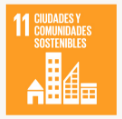 11 CIUDADES Y
COMUNIDADES
SOSTENIBLES